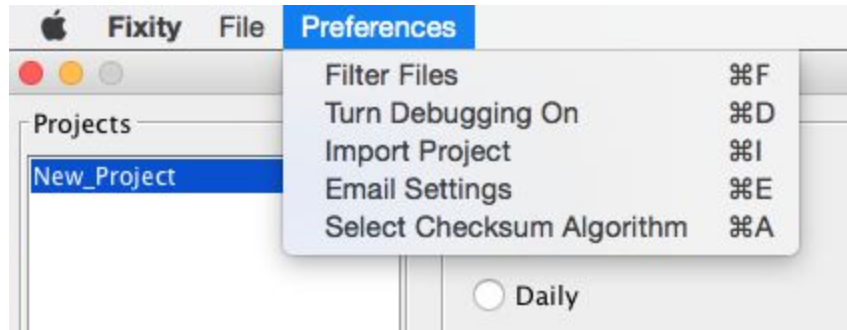 Fixity File Preferences
Filter Files ⌘F
Turn Debugging On ⌘D
Projects
Import Project ⌘I
New_Project
Email Settings ⌘E
Select Checksum Algorithm ⌘A
Daily